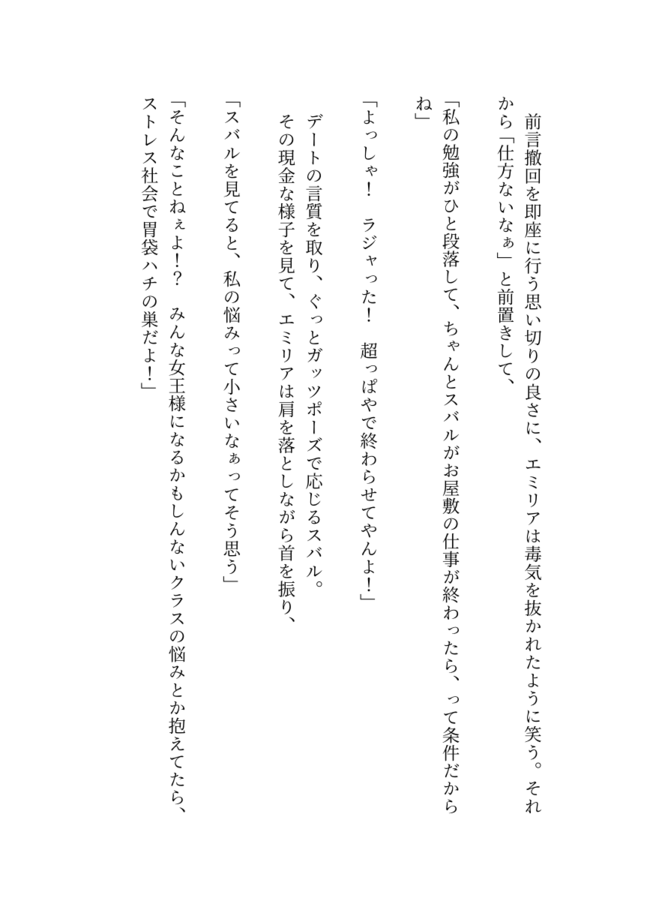 前言撤回を即座に行う思い切りの良さに、エミリアは毒気を抜かれたように笑う。それ
から「仕方ないなぁ」と前置きして、
「私の勉強がひと段落して、ちゃんとスバルがお屋敷の仕事が終わったら、って条件だから
ね」
「よっしゃ！　ラジャった！　超っぱやで終わらせてやんよ！」
　デートの言質を取り、ぐっとガッツポーズで応じるスバル。
　その現金な様子を見て、エミリアは肩を落としながら首を振り、
「スバルを見てると、私の悩みって小さいなぁってそう思う」
「そんなことねぇよ！？　みんな女王様になるかもしんないクラスの悩みとか抱えてたら、
ストレス社会で胃袋ハチの巣だよ！」